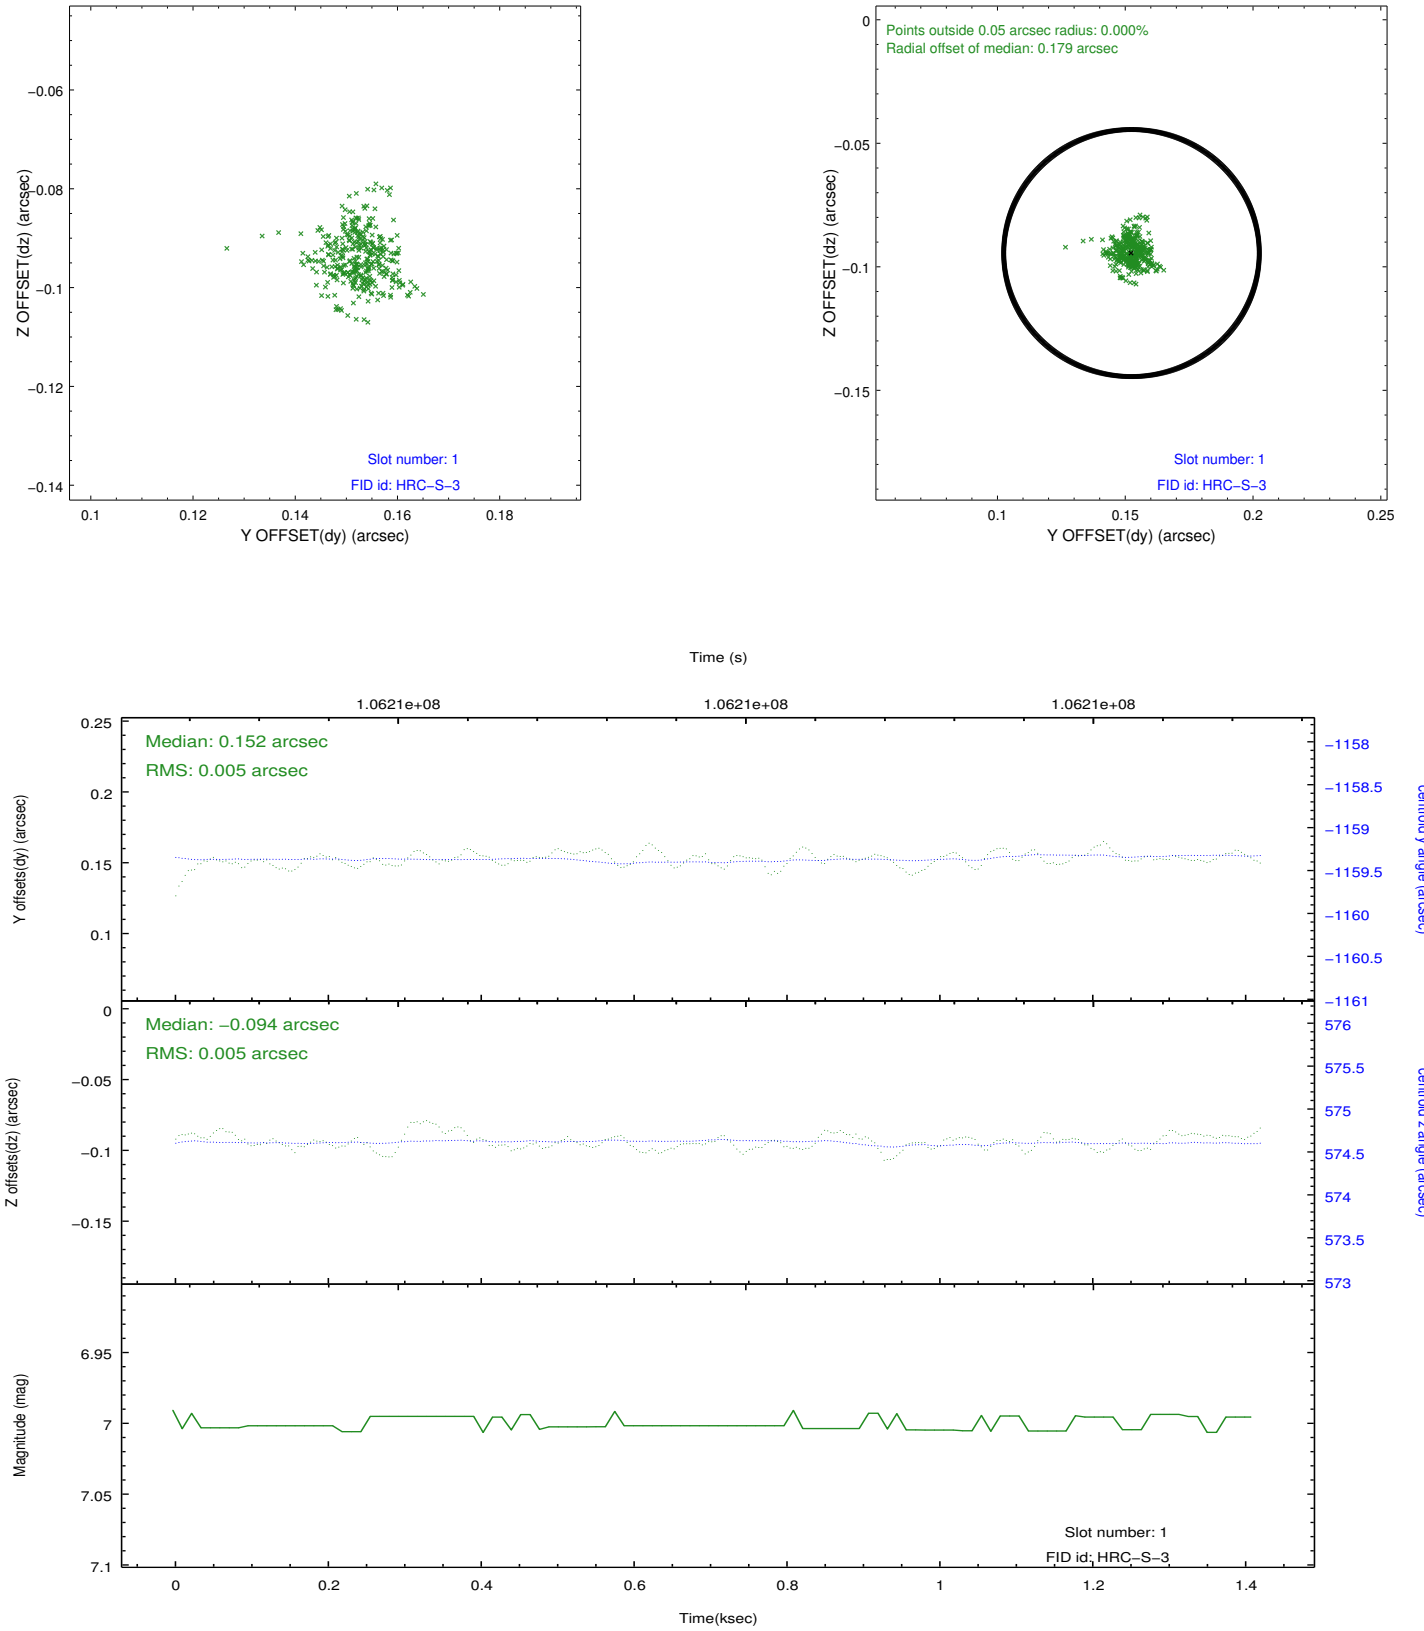 −0.06
−0.08
−0.1
−0.12
−0.14
Z OFFSET(dz) (arcsec)
Slot number: 1
FID id: HRC−S−3
0.1 0.12 0.14 0.16 0.18
Y OFFSET(dy) (arcsec)
Points outside 0.05 arcsec radius: 0.000%
Radial offset of median: 0.179 arcsec
0
−0.05
−0.1
−0.15
Z OFFSET(dz) (arcsec)
Slot number: 1
FID id: HRC−S−3
0.1 0.15 0.2 0.25
Y OFFSET(dy) (arcsec)
Time (s)
1.0621e+08 1.0621e+08 1.0621e+08
Median: 0.152 arcsec
RMS: 0.005 arcsec
0.25
0.2
0.15
0.1
Y offsets(dy) (arcsec)
−1158
−1158.5
−1159
−1159.5
−1160
−1160.5
−1161
centroid y angle (arcsec)
Median: −0.094 arcsec
RMS: 0.005 arcsec
0
−0.05
−0.1
−0.15
Z offsets(dz) (arcsec)
576
575.5
575
574.5
574
573.5
573
centroid z angle (arcsec)
6.95
7
7.05
7.1
Magnitude (mag)
Slot number: 1
FID id: HRC−S−3
0 0.2 0.4 0.6 0.8 1 1.2 1.4
Time(ksec)